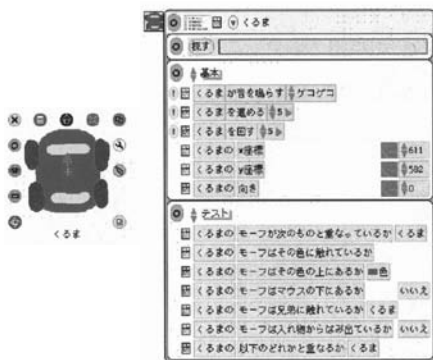 くるま
探す
基本
くるま が音を鳴らす ゲコゲコ
くるま を進める 5
くるま を回す 5
くるまの x座標 611
くるまの y座標 502
くるまの 向き 0
くるま
テスト
くるまの モーフが次のものと重なっているか くるま
くるまの モーフはその色に触れているか
くるまの モーフはその色の上にあるか 色
くるまの モーフはマウスの下にあるか いいえ
くるまの モーフは兄弟に触れているか くるま
くるまの モーフは入れ物からはみ出ているか いいえ
くるまの 以下のどれかと重なるか くるま